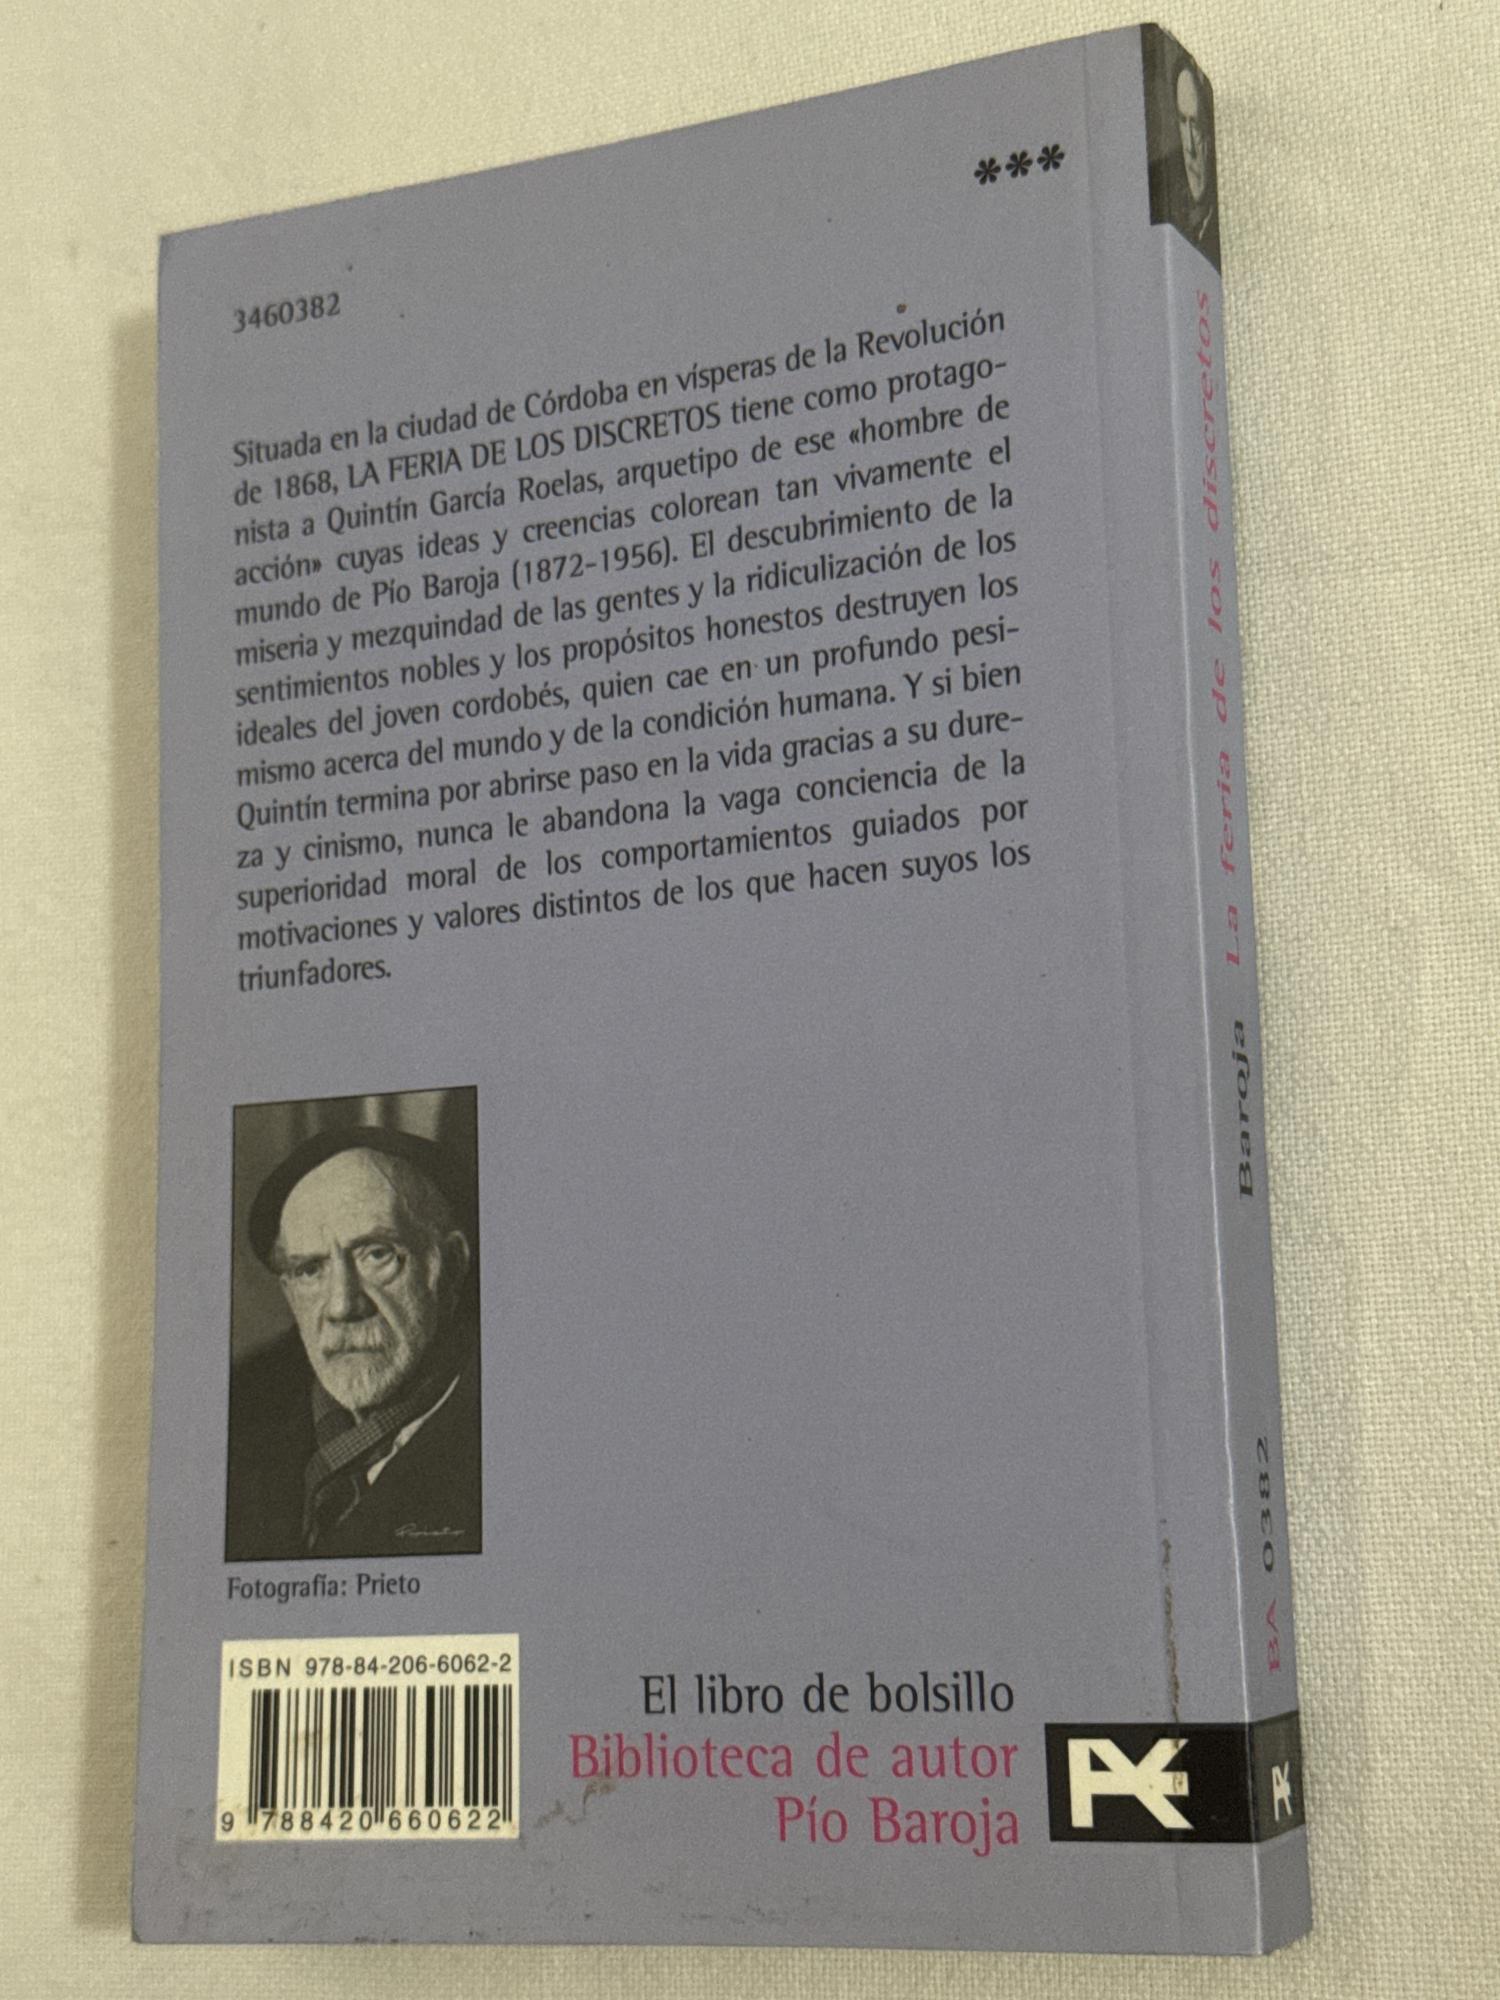 ***
3460382
Situada en la ciudad de Córdoba en vísperas de la Revolución
de 1868, LA FERIA DE LOS DISCRETOS tiene como protago-
nista a Quintín García Roelas, arquetipo de ese «hombre de
acción» cuyas ideas y creencias colorean tan vivamente el
mundo de Pío Baroja (1872-1956). El descubrimiento de la
miseria y mezquindad de las gentes y la ridiculización de los
sentimientos nobles y los propósitos honestos destruyen los
ideales del joven cordobés, quien cae en un profundo pesi-
mismo acerca del mundo y de la condición humana. Y si bien
Quintín termina por abrirse paso en la vida gracias a su dure-
za y cinismo, nunca le abandona la vaga conciencia de la
superioridad moral de los comportamientos guiados por
motivaciones y valores distintos de los que hacen suyos los
triunfadores.
Prieto
Fotografía: Prieto
ISBN 978-84-206-6062-2
9 788420 660622
El libro de bolsillo
Biblioteca de autor
Pío Baroja
BA 0382 Baroja La feria de los discretos